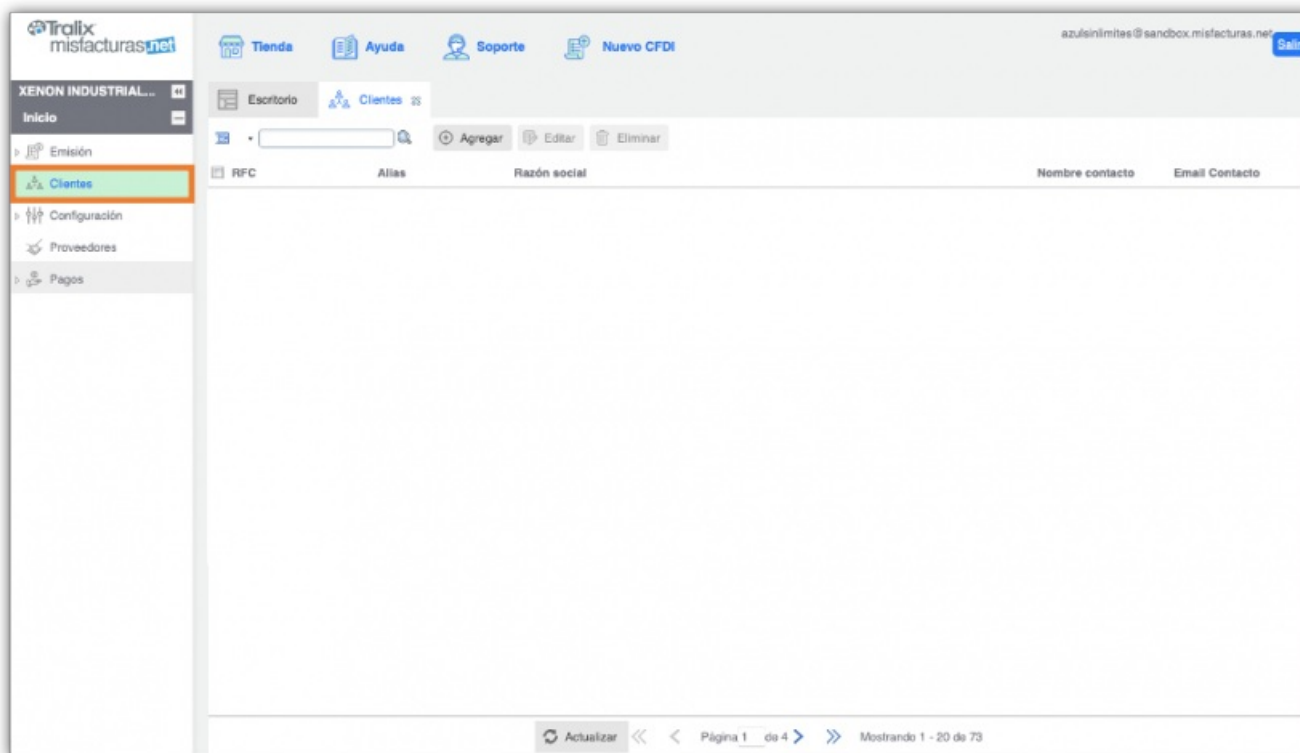 Tralix
misfacturas.net
Tienda Ayuda Soporte Nuevo CFDI
azulsinlimites@sandbox.misfacturas.net
XENON INDUSTRIAL...
Inicio
Escritorio Clientes
Emisión
Agregar Editar Eliminar
Clientes
RFC Alias Razón social Nombre contacto Email Contacto
Configuración
Proveedores
Pagos
Actualizar Página 1 de 4 Mostrando 1 - 20 de 73